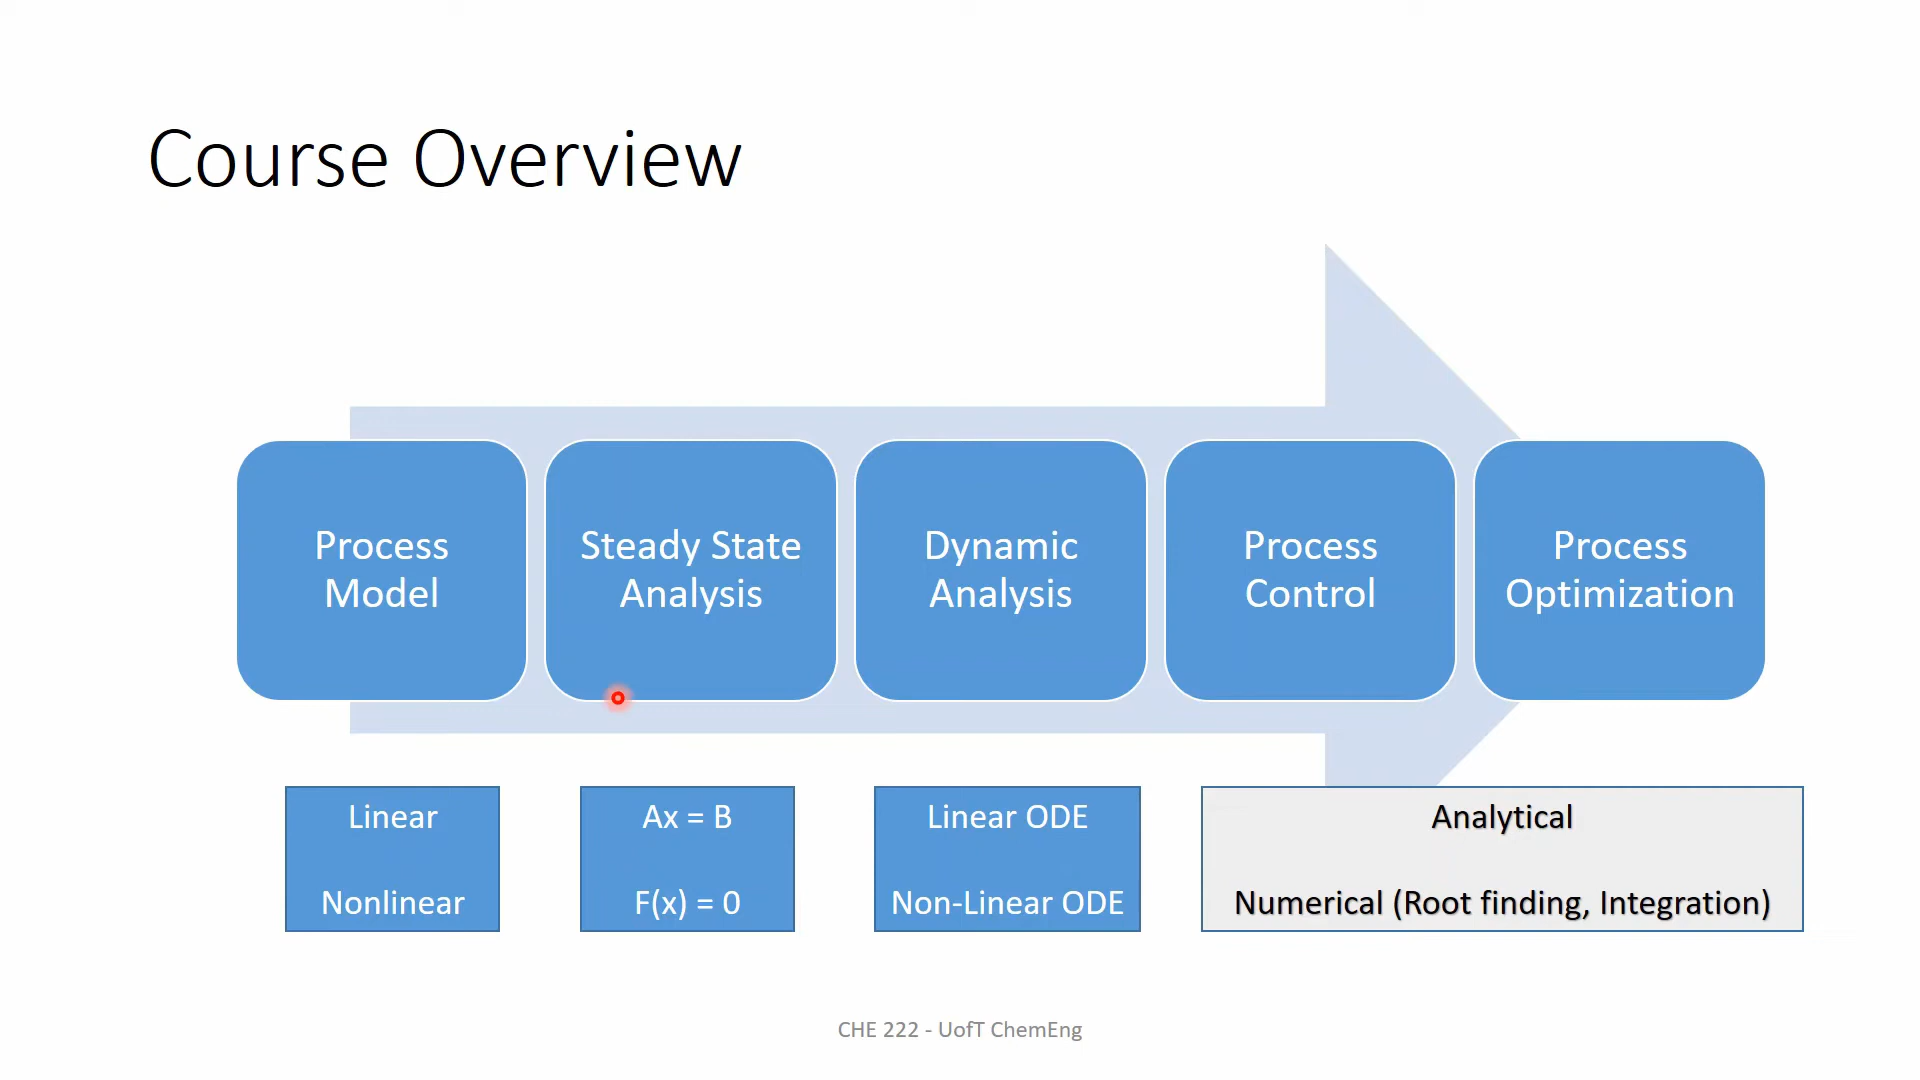 Course Overview
Process
Model
Steady State
Analysis
Dynamic
Analysis
Process
Control
Process
Optimization
Linear
Nonlinear
Ax = B
F(x) = 0
Linear ODE
Non-Linear ODE
Analytical
Numerical (Root finding, Integration)
CHE 222 - UofT ChemEng